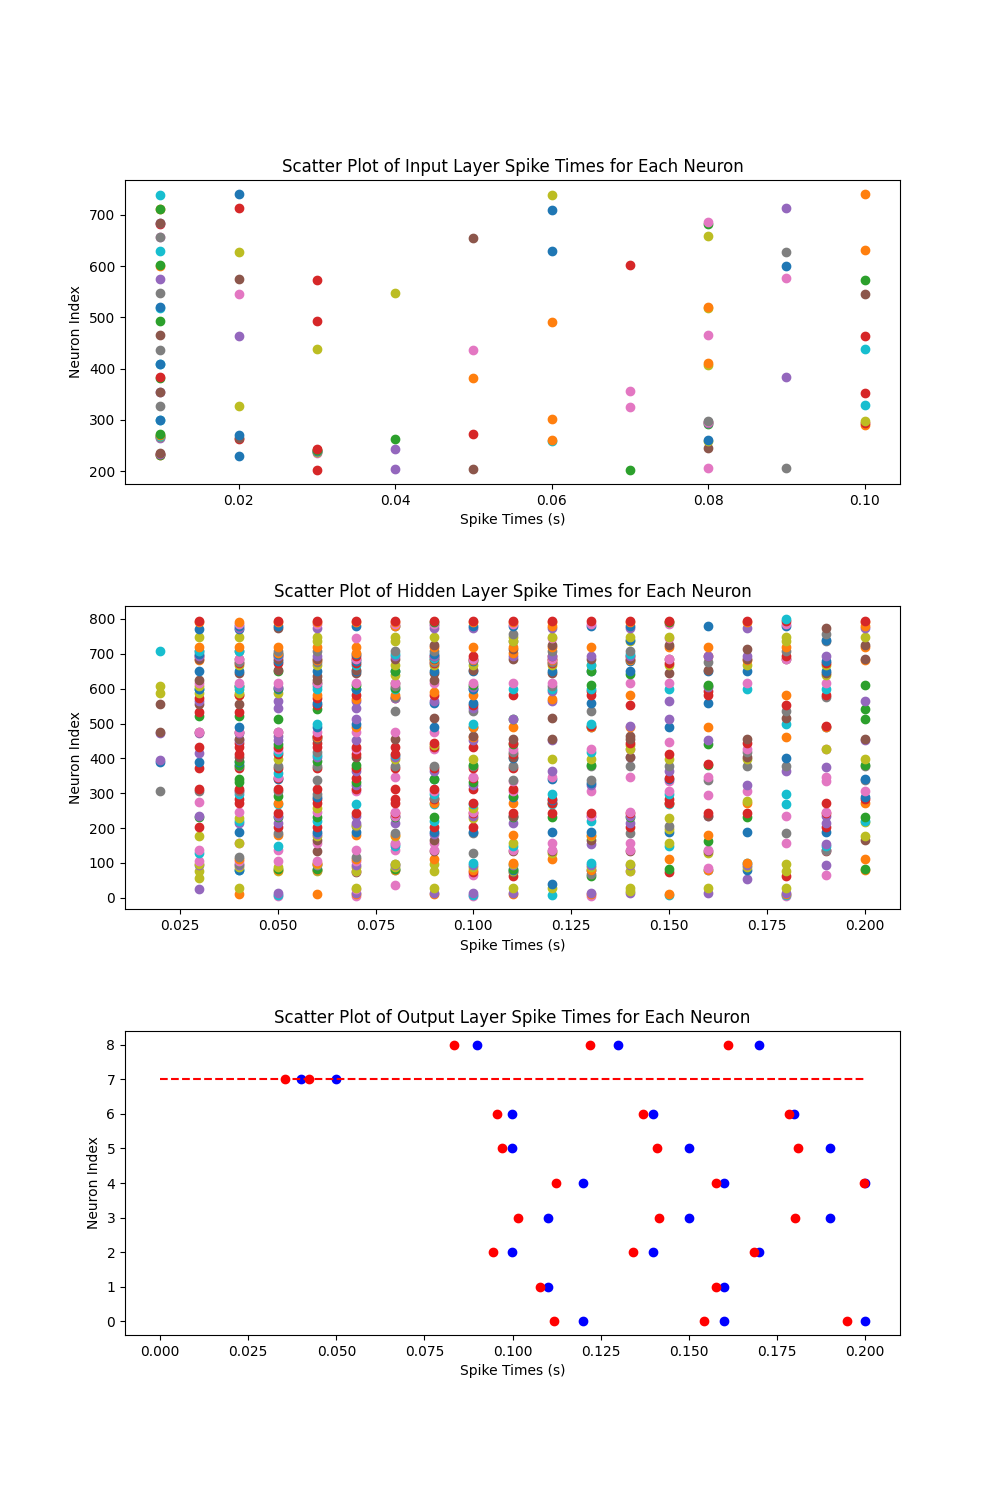 Scatter Plot of Input Layer Spike Times for Each Neuron
700
600
500
400
300
200
Neuron Index
0.02 0.04 0.06 0.08 0.10
Spike Times (s)
Scatter Plot of Hidden Layer Spike Times for Each Neuron
800
700
600
500
400
300
200
100
0
Neuron Index
0.025 0.050 0.075 0.100 0.125 0.150 0.175 0.200
Spike Times (s)
Scatter Plot of Output Layer Spike Times for Each Neuron
8
7
6
5
4
3
2
1
0
Neuron Index
0.000 0.025 0.050 0.075 0.100 0.125 0.150 0.175 0.200
Spike Times (s)